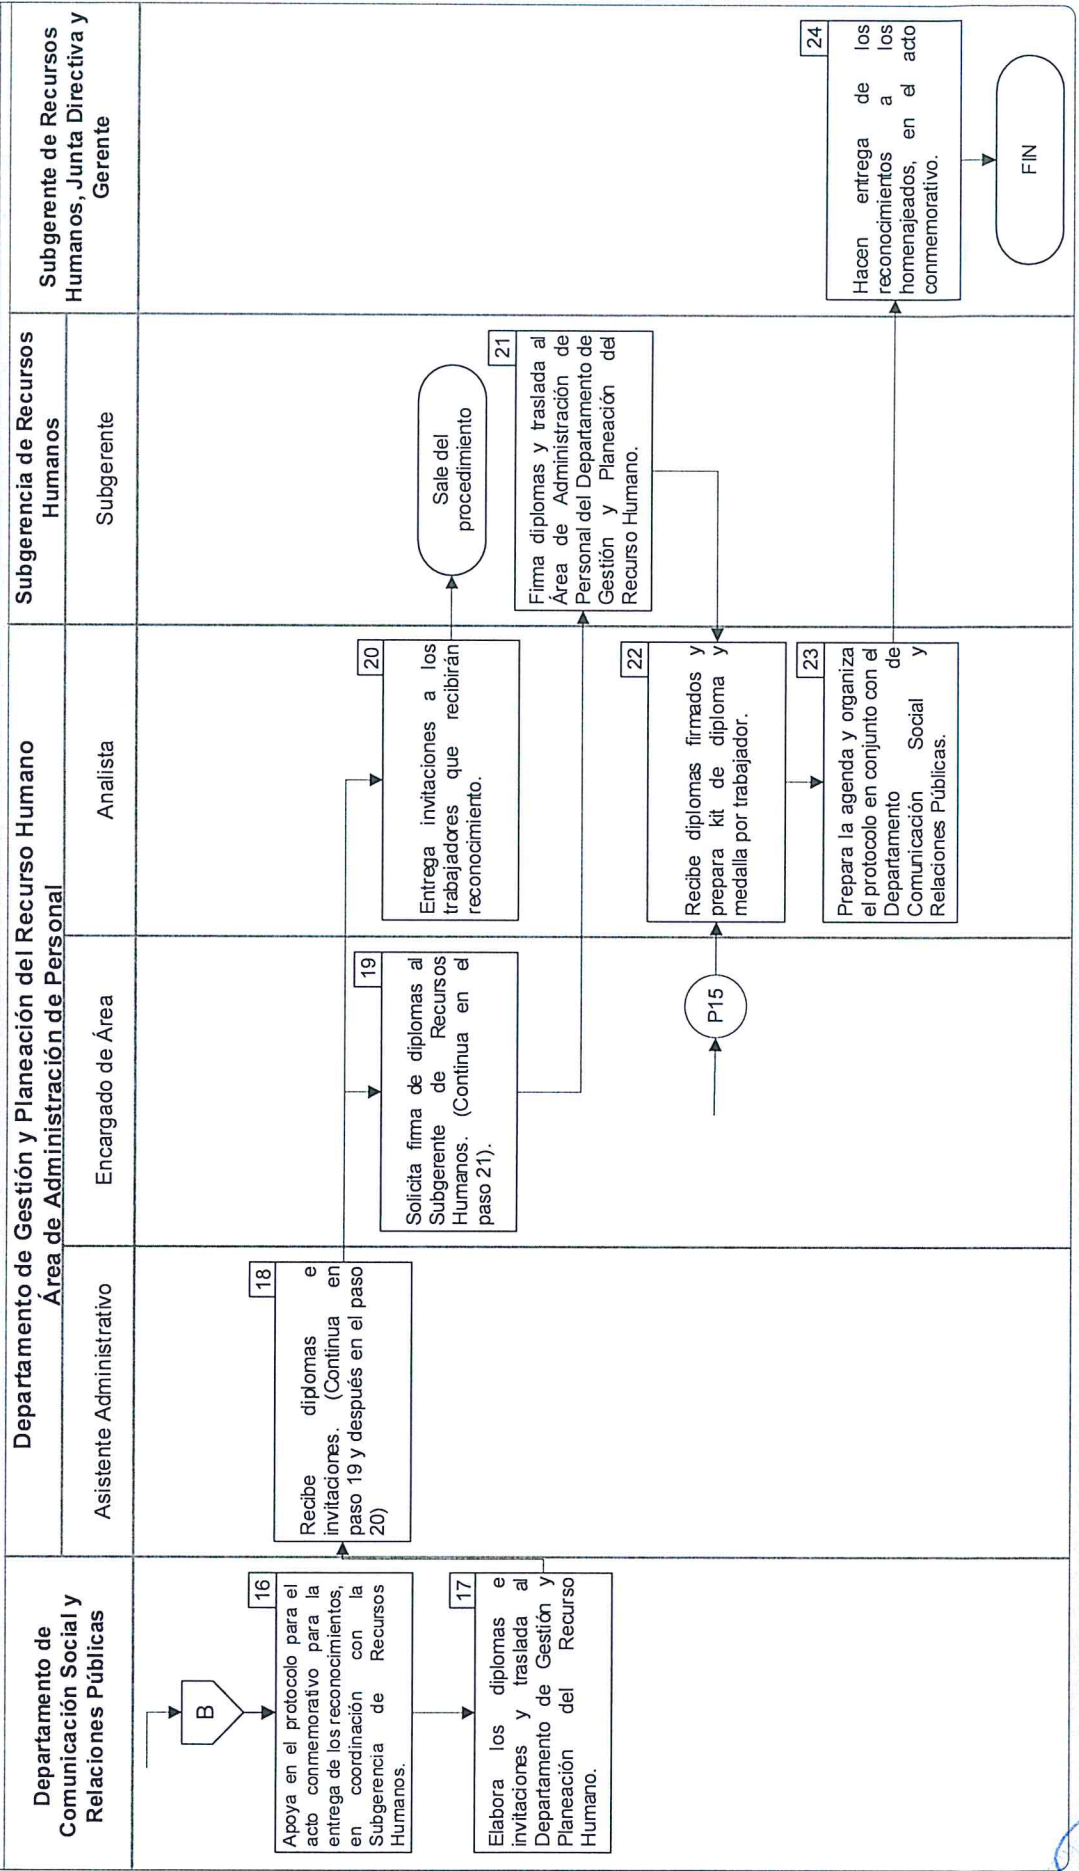 Departamento de
Comunicación Social y
Relaciones Públicas
Departamento de Gestión y Planeación del Recurso Humano
Área de Administración de Personal
Subgerencia de Recursos
Humanos
Subgerente de Recursos
Humanos, Junta Directiva y
Gerente
Asistente Administrativo
Encargado de Área
Analista
Subgerente
B
16
Apoya en el protocolo para el
acto conmemorativo para la
entrega de los reconocimientos,
en coordinación con la
Subgerencia de Recursos
Humanos.
17
Elabora los diplomas e
invitaciones y traslada al
Departamento de Gestión y
Planeación del Recurso
Humano.
18
Recibe diplomas e
invitaciones. (Continua en
paso 19 y después en el paso
20)
19
Solicita firma de diplomas al
Subgerente de Recursos
Humanos. (Continua en el
paso 21).
20
Entrega invitaciones a los
trabajadores que recibirán
reconocimiento.
Sale del
procedimiento
21
Firma diplomas y traslada al
Área de Administración de
Personal del Departamento de
Gestión y Planeación del
Recurso Humano.
P15
22
Recibe diplomas firmados y
prepara kit de diploma y
medalla por trabajador.
23
Prepara la agenda y organiza
el protocolo en conjunto con el
Departamento de
Comunicación Social y
Relaciones Públicas.
24
Hacen entrega de los
reconocimientos a los
homenajeados, en el acto
conmemorativo.
FIN